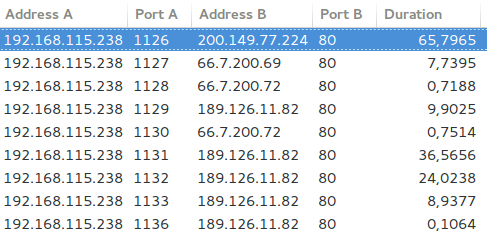 Address A Port A Address B Port B Duration
192.168.115.238 1126 200.149.77.224 80 65,7965
192.168.115.238 1127 66.7.200.69 80 7,7395
192.168.115.238 1128 66.7.200.72 80 0,7188
192.168.115.238 1129 189.126.11.82 80 9,9025
192.168.115.238 1130 66.7.200.72 80 0,7514
192.168.115.238 1131 189.126.11.82 80 36,5656
192.168.115.238 1132 189.126.11.82 80 24,0238
192.168.115.238 1133 189.126.11.82 80 8,9377
192.168.115.238 1136 189.126.11.82 80 0,1064